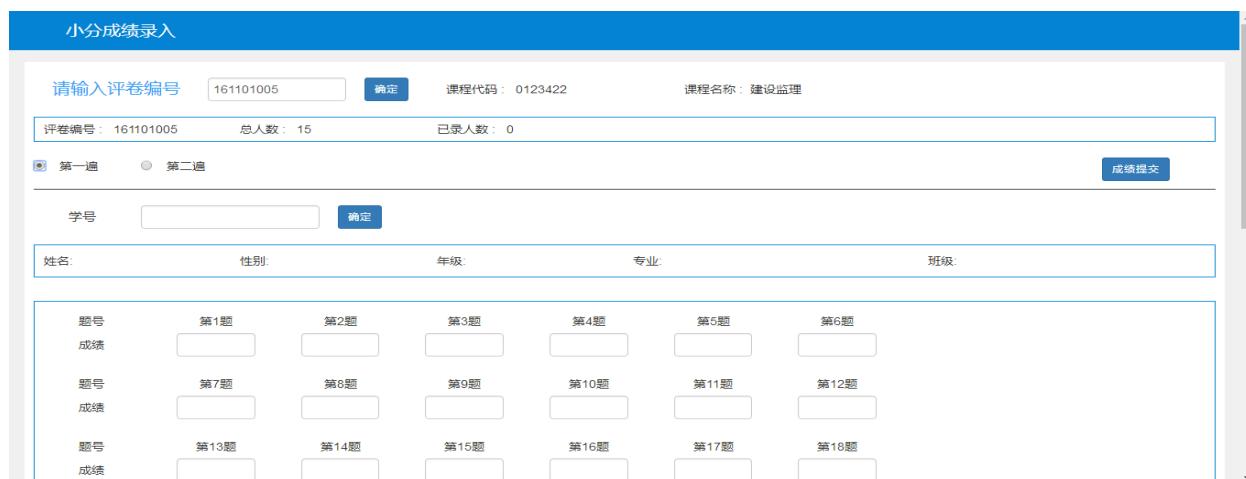 小分成绩录入
请输入评卷编号 161101005 确定 课程代码： 0123422 课程名称： 建设监理
评卷编号： 161101005 总人数： 15 已录人数： 0
第一遍 第二遍 成绩提交
学号 确定
姓名: 性别: 年级: 专业: 班级:
题号 第1题 第2题 第3题 第4题 第5题 第6题
成绩
题号 第7题 第8题 第9题 第10题 第11题 第12题
成绩
题号 第13题 第14题 第15题 第16题 第17题 第18题
成绩